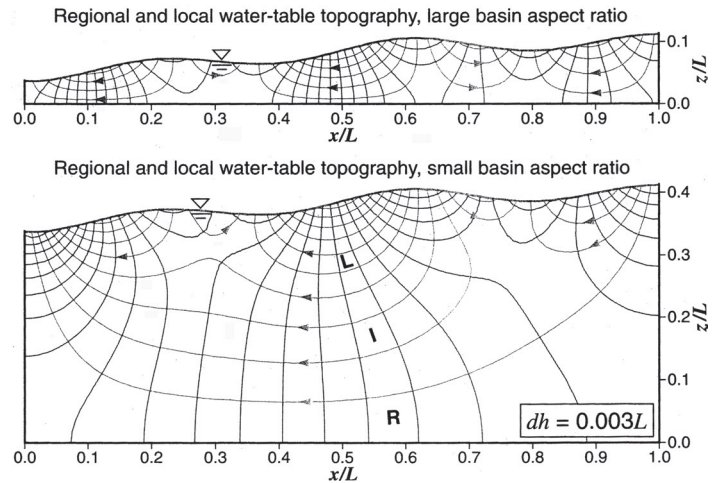 Regional and local water-table topography, large basin aspect ratio
0.1
0.0
z/L
0.0 0.1 0.2 0.3 0.4 0.5 0.6 0.7 0.8 0.9 1.0
x/L
Regional and local water-table topography, small basin aspect ratio
0.4
0.3
0.2
0.1
0.0
z/L
L
I
R
dh = 0.003L
0.0 0.1 0.2 0.3 0.4 0.5 0.6 0.7 0.8 0.9 1.0
x/L